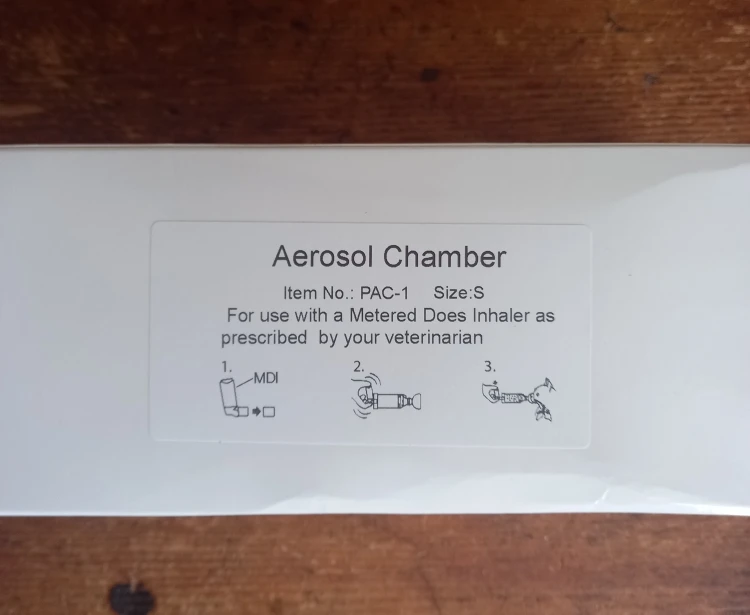 Aerosol Chamber
Item No.: PAC-1 Size:S
For use with a Metered Does Inhaler as
prescribed by your veterinarian
1. 2. 3.
MDI